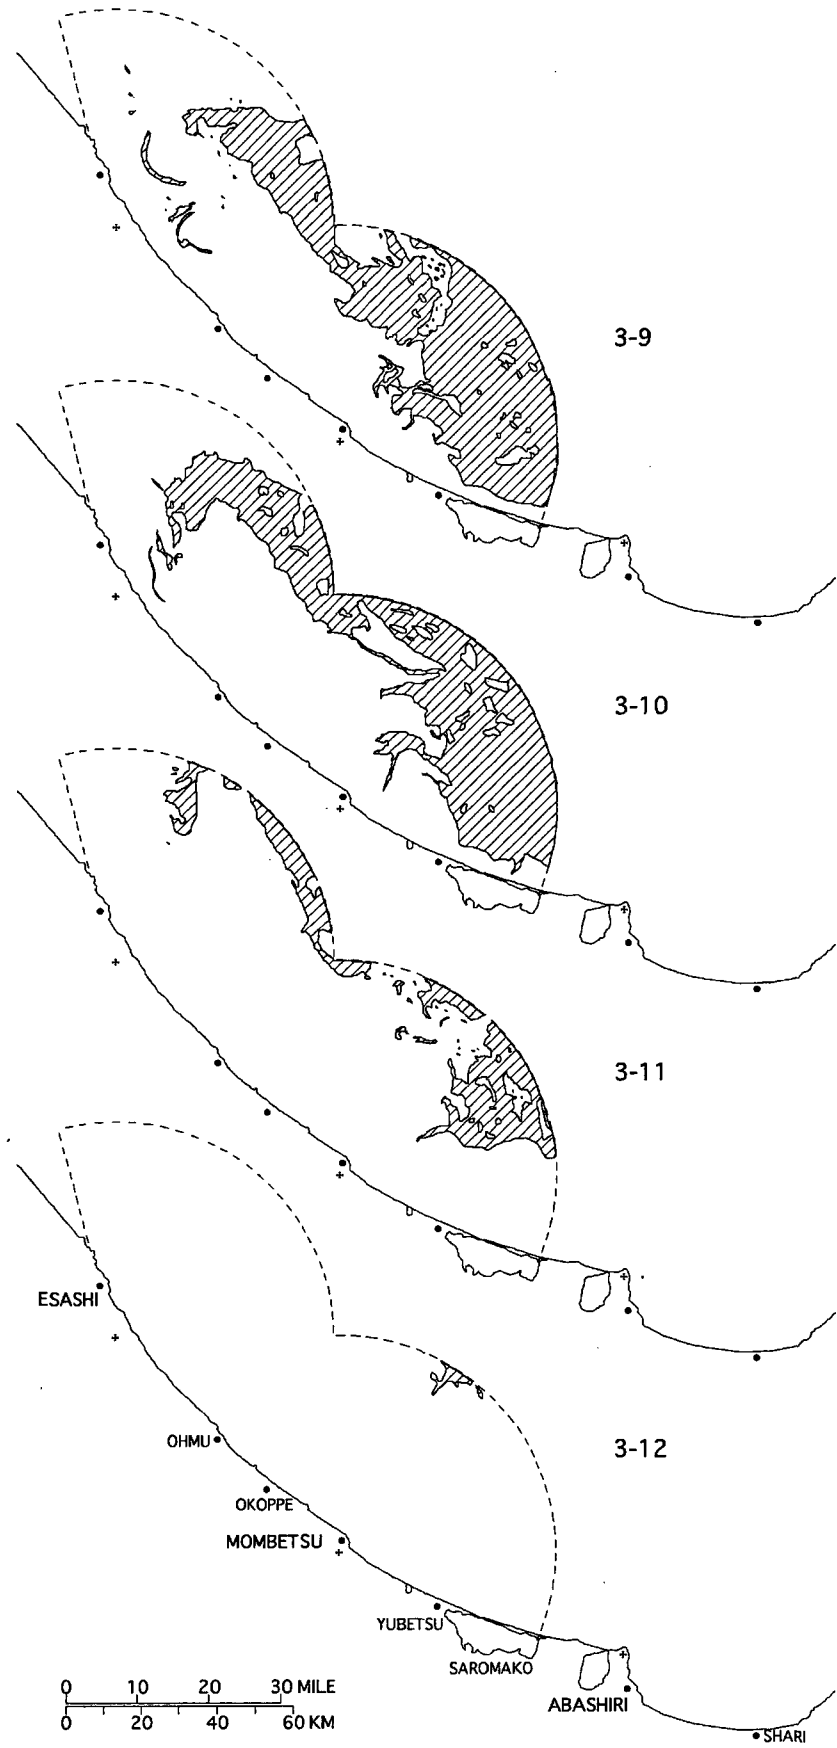 3-9
3-10
3-11
ESASHI
3-12
OHMU
OKOPPE
MOMBETSU
YUBETSU
SAROMAKO
ABASHIRI
SHARI
0 10 20 30 MILE
0 20 40 60 KM